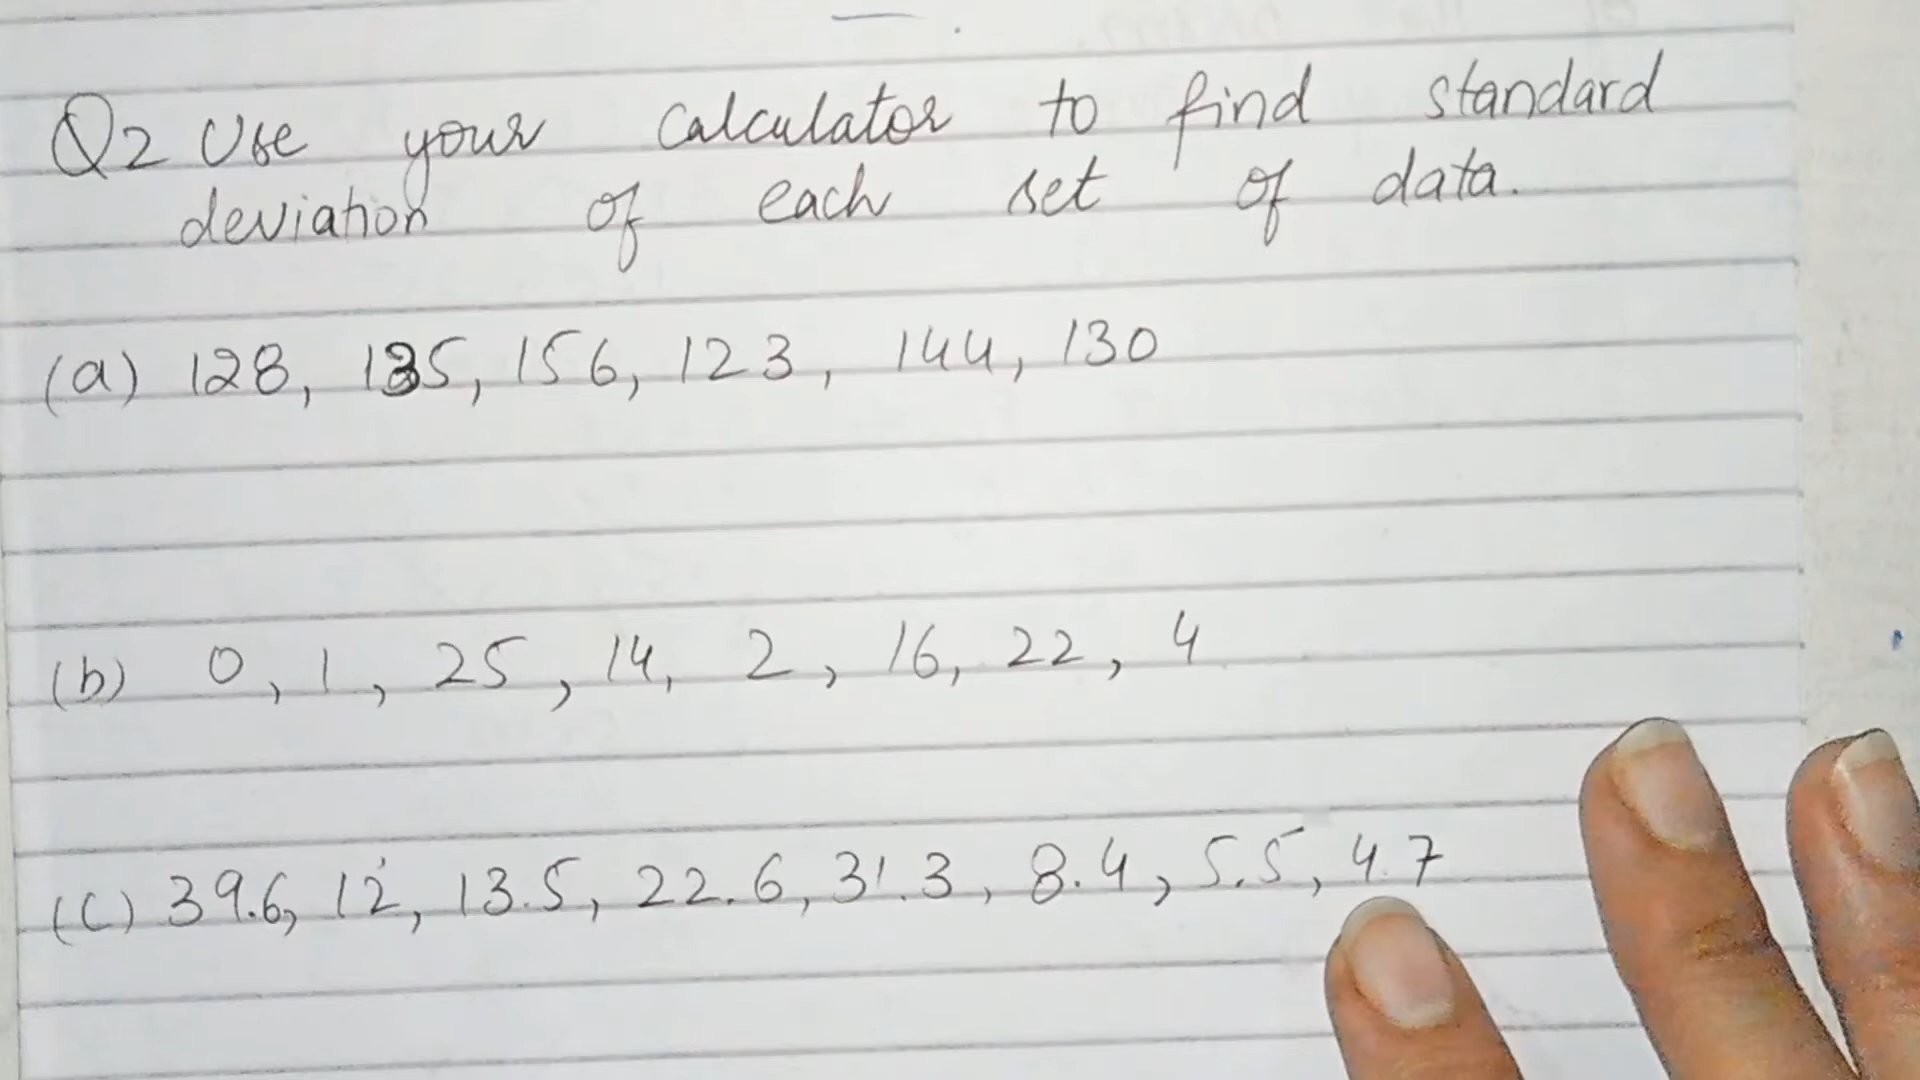 Q2 Use your calculator to find standard
deviation of each set of data.
(a) 128, 135, 156, 123, 144, 130
(b) 0, 1, 25, 14, 2, 16, 22, 4
(c) 39.6, 12, 13.5, 22.6, 31.3, 8.4, 5.5, 4.7